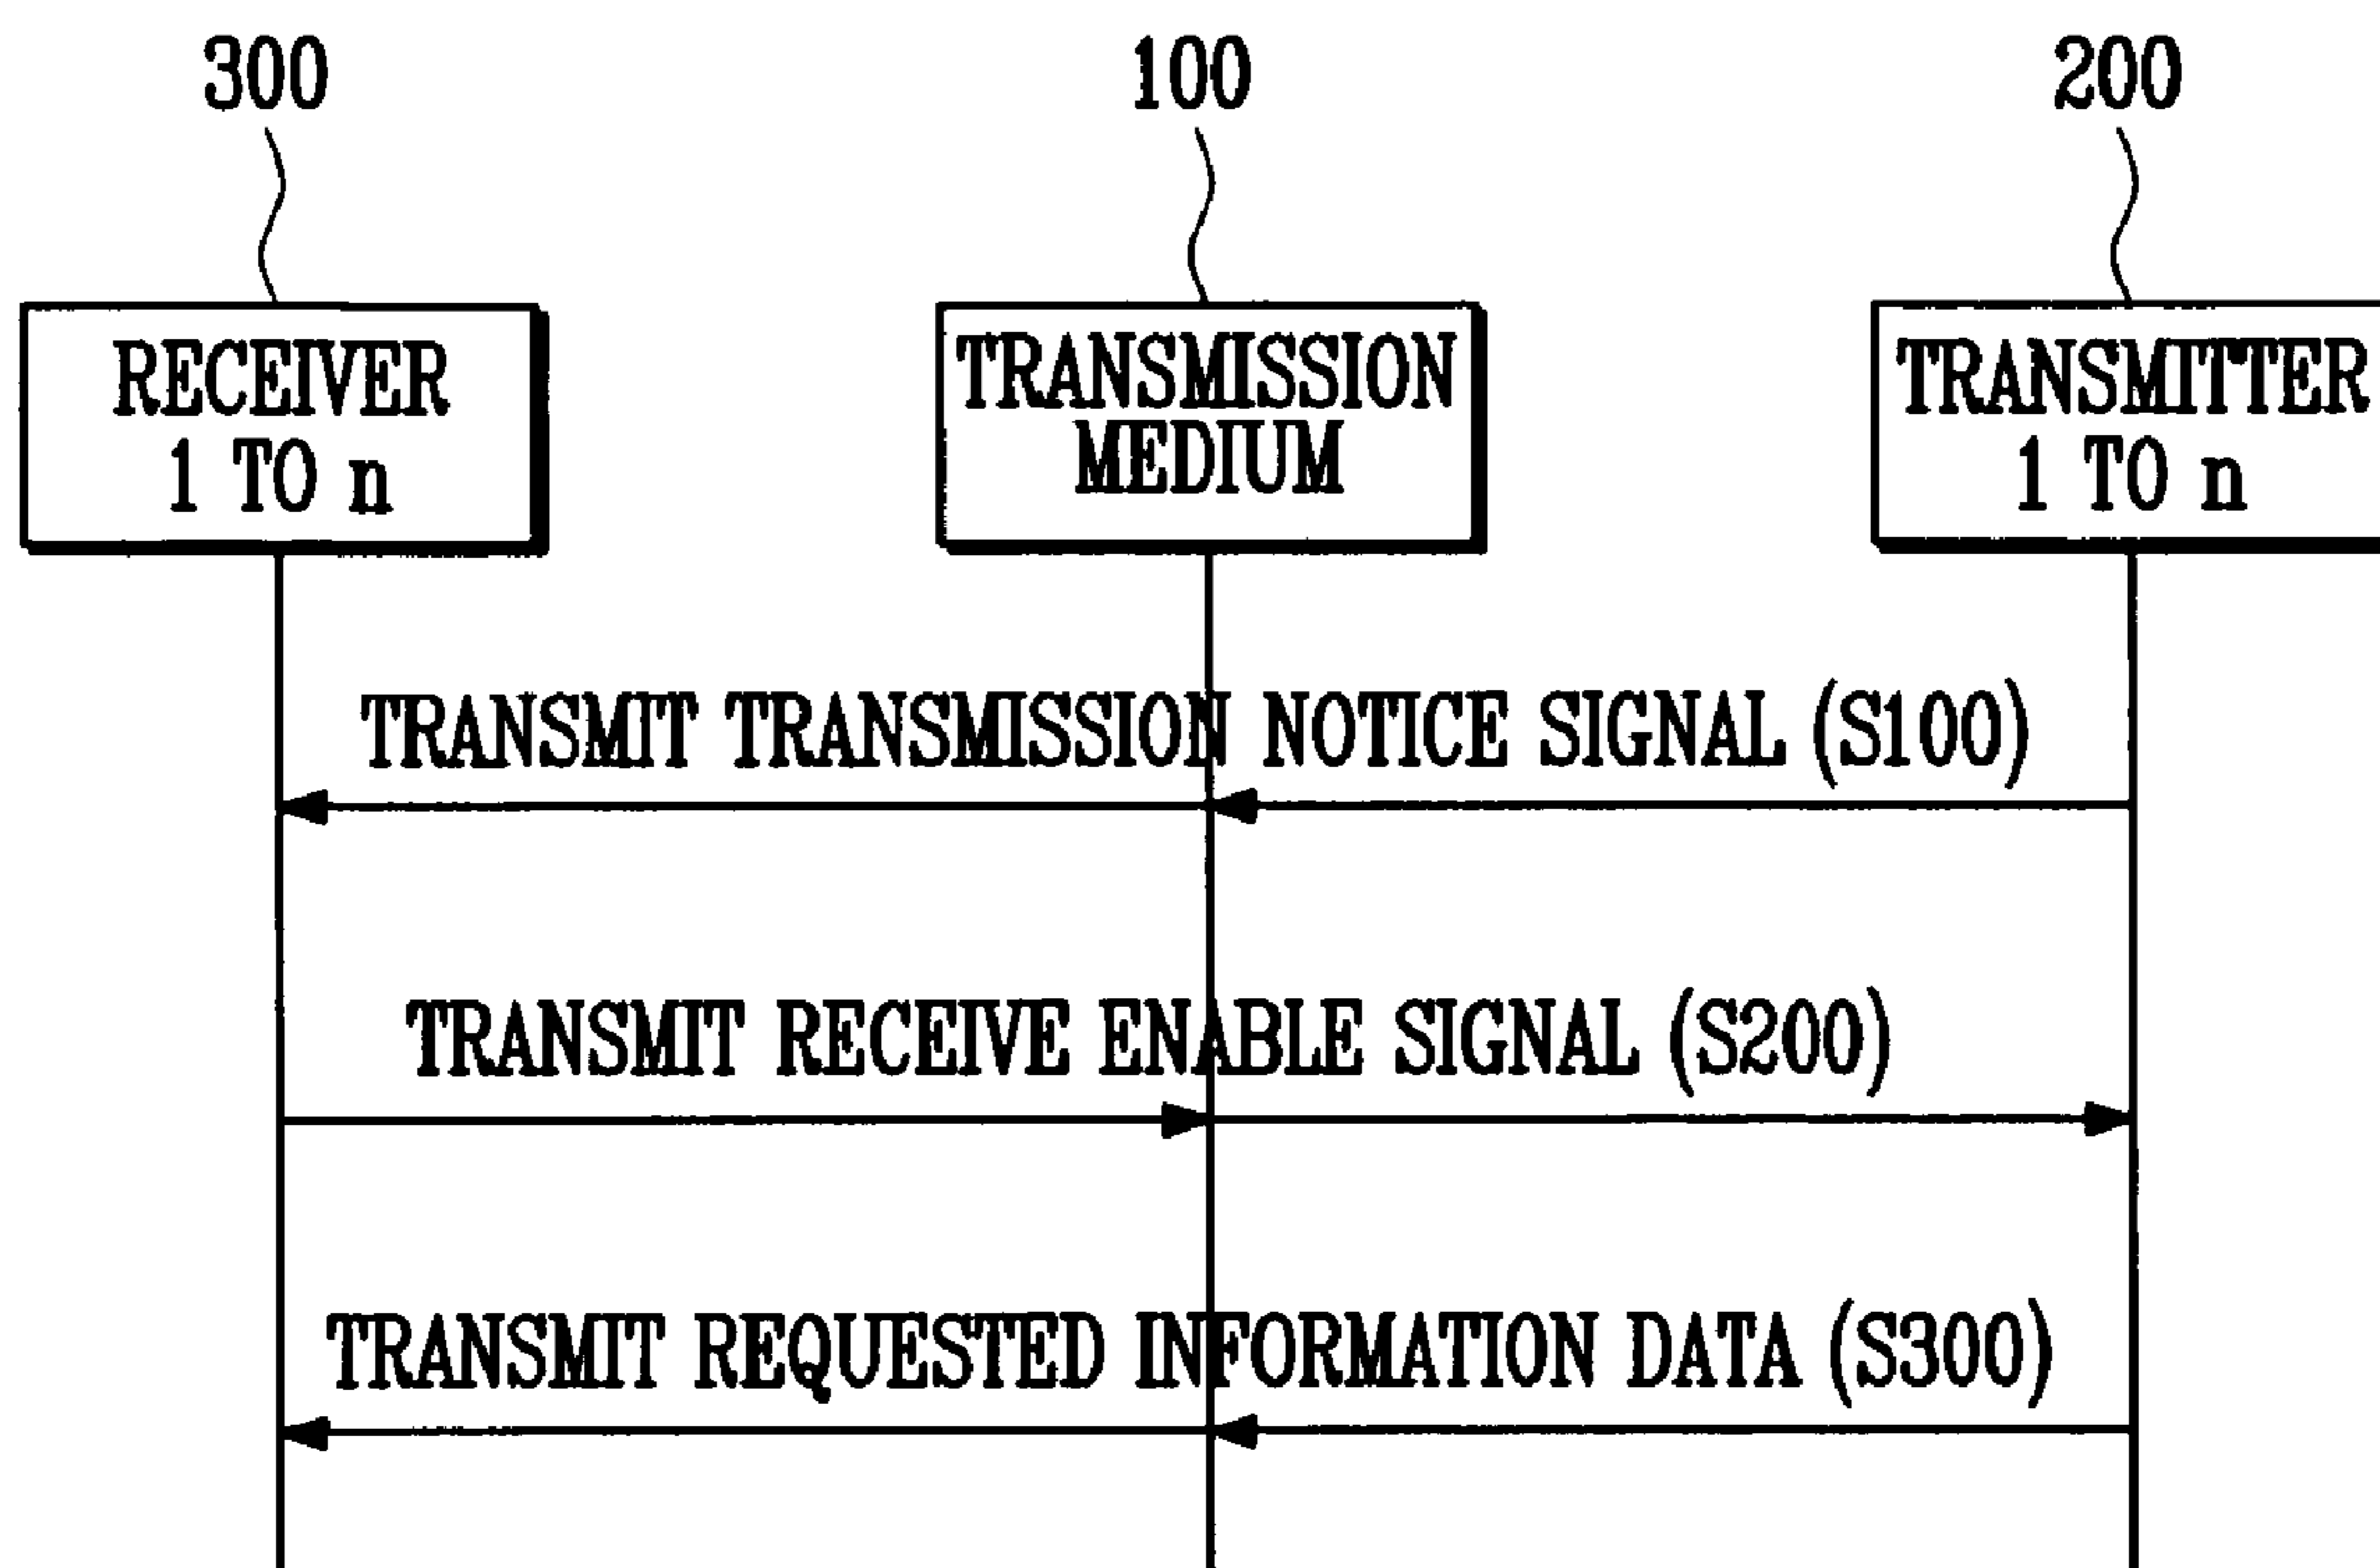 300
100
200
RECEIVER
1 TO n
TRANSMISSION
MEDIUM
TRANSMITTER
1 TO n
TRANSMIT TRANSMISSION NOTICE SIGNAL (S100)
TRANSMIT RECEIVE ENABLE SIGNAL (S200)
TRANSMIT REQUESTED INFORMATION DATA (S300)